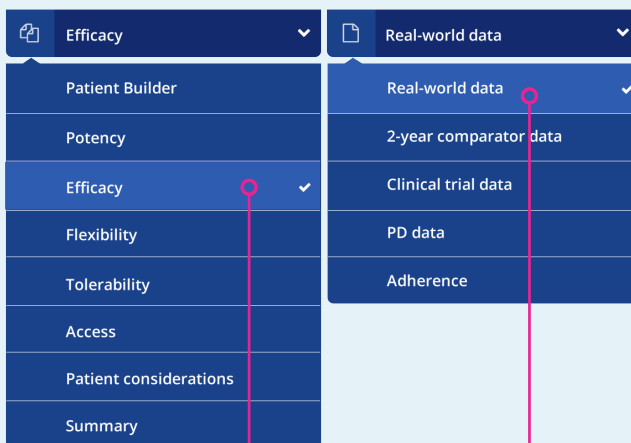 Efficacy
Patient Builder
Potency
Efficacy
Flexibility
Tolerability
Access
Patient considerations
Summary
Real-world data
Real-world data
2-year comparator data
Clinical trial data
PD data
Adherence